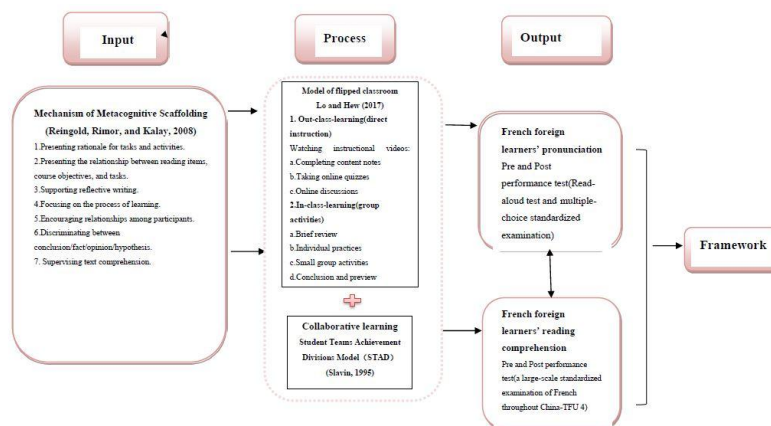 Input
Process
Output
Mechanism of Metacognitive Scaffolding
(Reingold, Rimor, and Kalay, 2008)
1.Presenting rationale for tasks and activities.
2.Presenting the relationship between reading items,
course objectives, and tasks.
3.Supporting reflective writing.
4.Focusing on the process of learning.
5.Encouraging relationships among participants.
6.Discriminating between
conclusion/fact/opinion/hypothesis.
7. Supervising text comprehension.
Model of flipped classroom
Lo and Hew (2017)
1. Out-class-learning(direct
instruction)
Watching instructional videos:
a.Completing content notes
b.Taking online quizzes
c.Online discussions
2.In-class-learning(group
activities)
a.Brief review
b.Individual practices
c.Small group activities
d.Conclusion and preview
Collaborative learning
Student Teams Achievement
Divisions Model（STAD）
(Slavin, 1995)
French foreign
learners' pronunciation
Pre and Post
performance test(Read-
aloud test and multiple-
choice standardized
examination)
French foreign
learners' reading
comprehension
Pre and Post performance
test(a large-scale standardized
examination of French
throughout China-TFU 4)
Framework